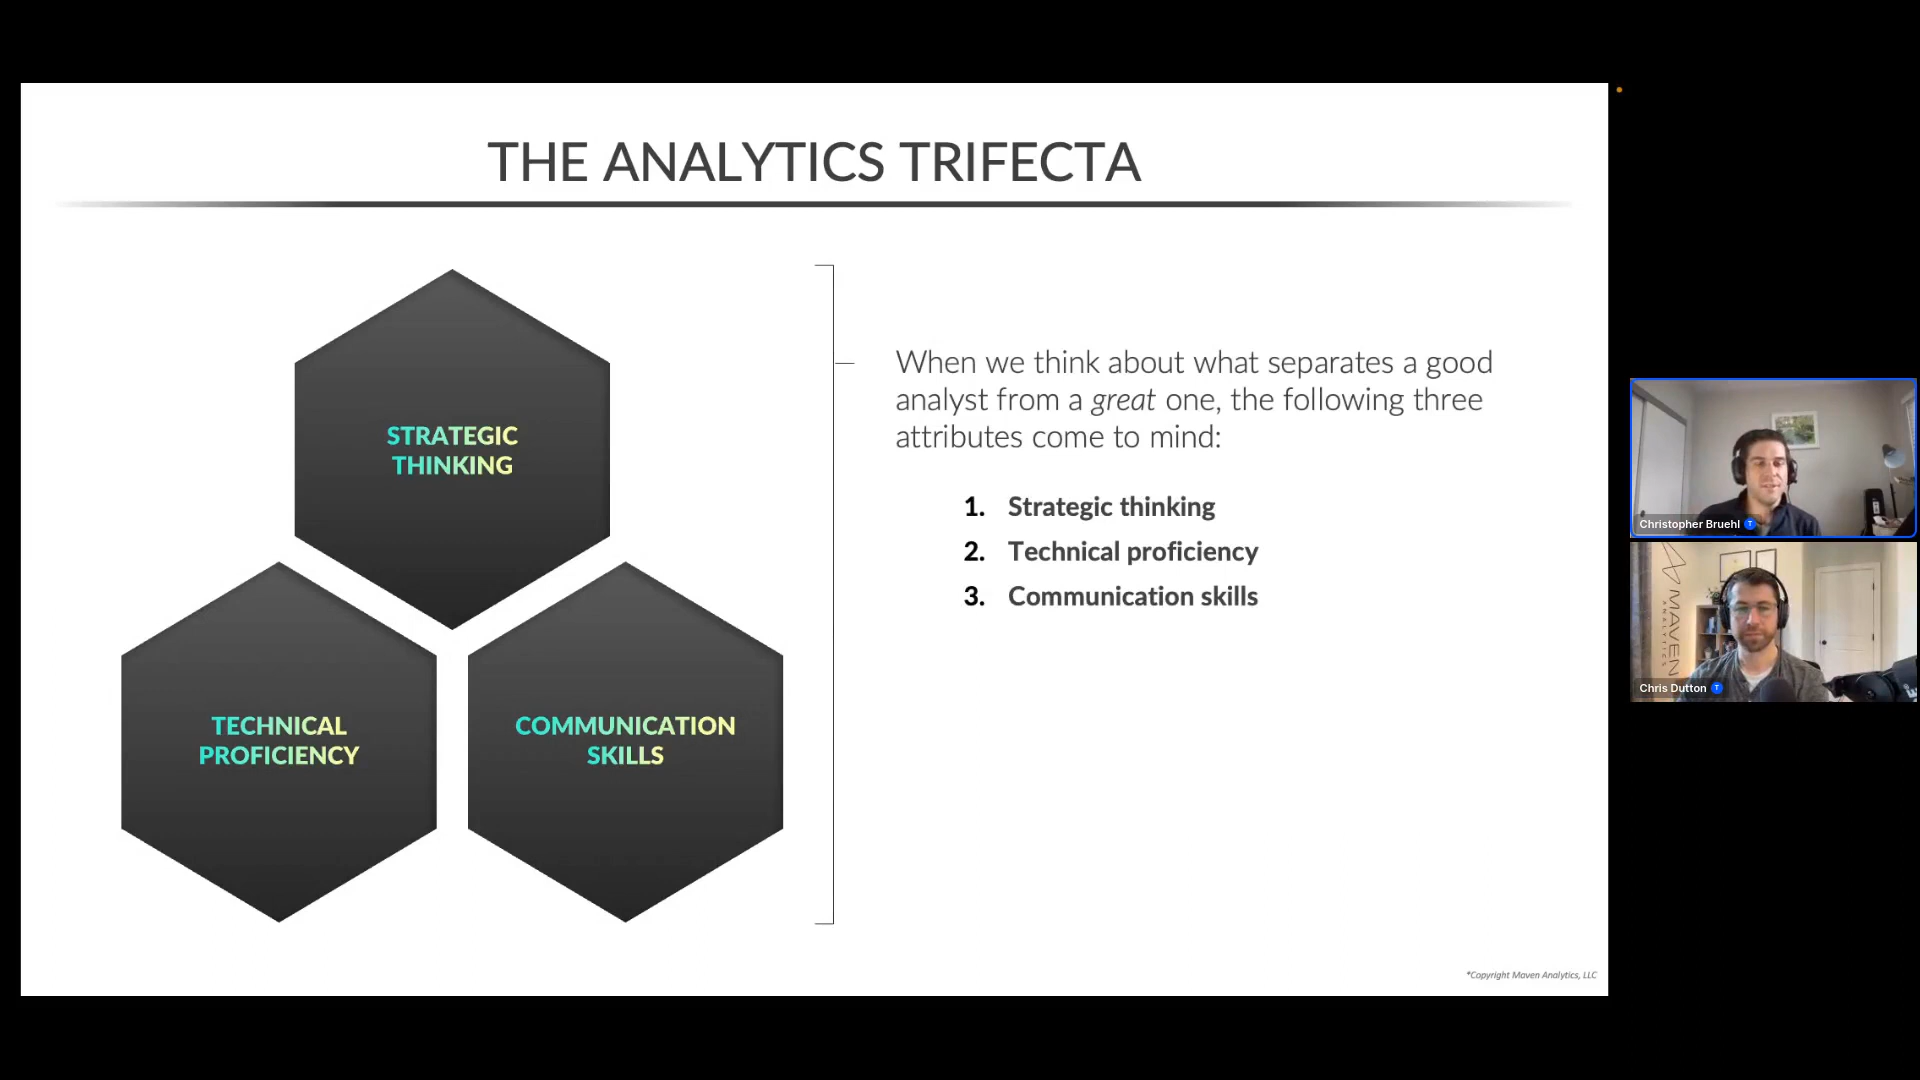 THE ANALYTICS TRIFECTA
STRATEGIC
THINKING
TECHNICAL
PROFICIENCY
COMMUNICATION
SKILLS
When we think about what separates a good
analyst from a great one, the following three
attributes come to mind:
1. Strategic thinking
2. Technical proficiency
3. Communication skills
*Copyright Maven Analytics, LLC
Christopher Bruehl T
MAVEN
ANALYTICS
Chris Dutton T